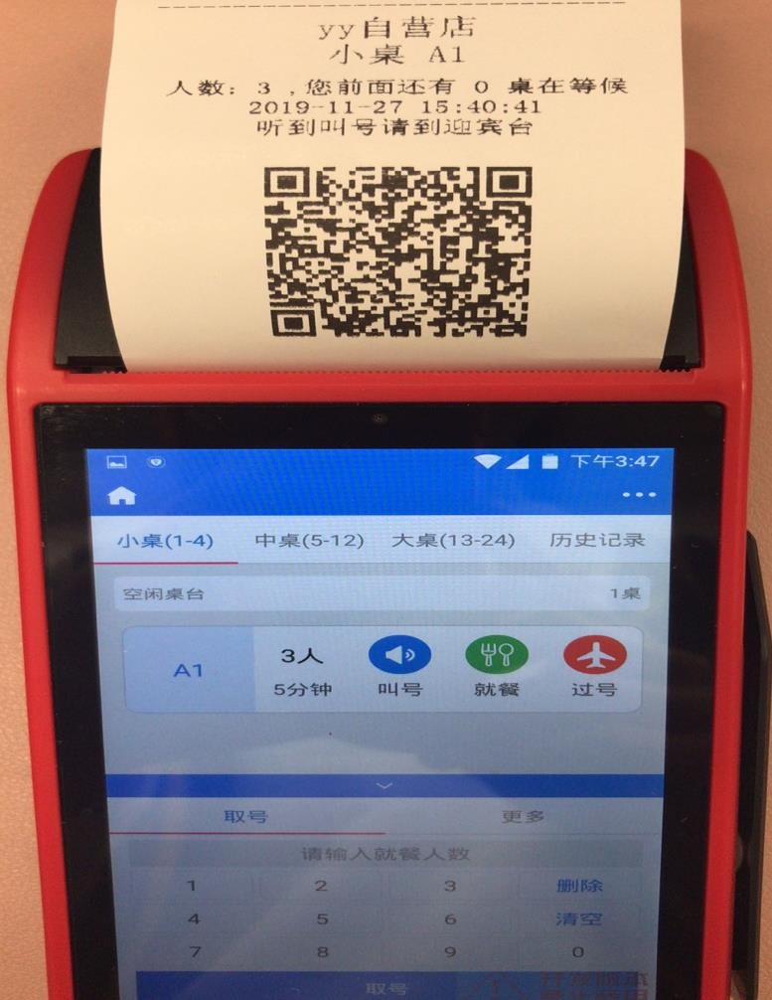 yy自营店
小桌 A1
人数: 3 ,您前面还有 0 桌在等候
2019-11-27 15:40:41
听到叫号请到迎宾台
下午3:47
小桌(1-4) 中桌(5-12) 大桌(13-24) 历史记录
空闲桌台 1桌
A1 3人 5分钟 叫号 就餐 过号
取号 更多
请输入就餐人数
1 2 3 删除
4 5 6 清空
7 8 9 0
取号